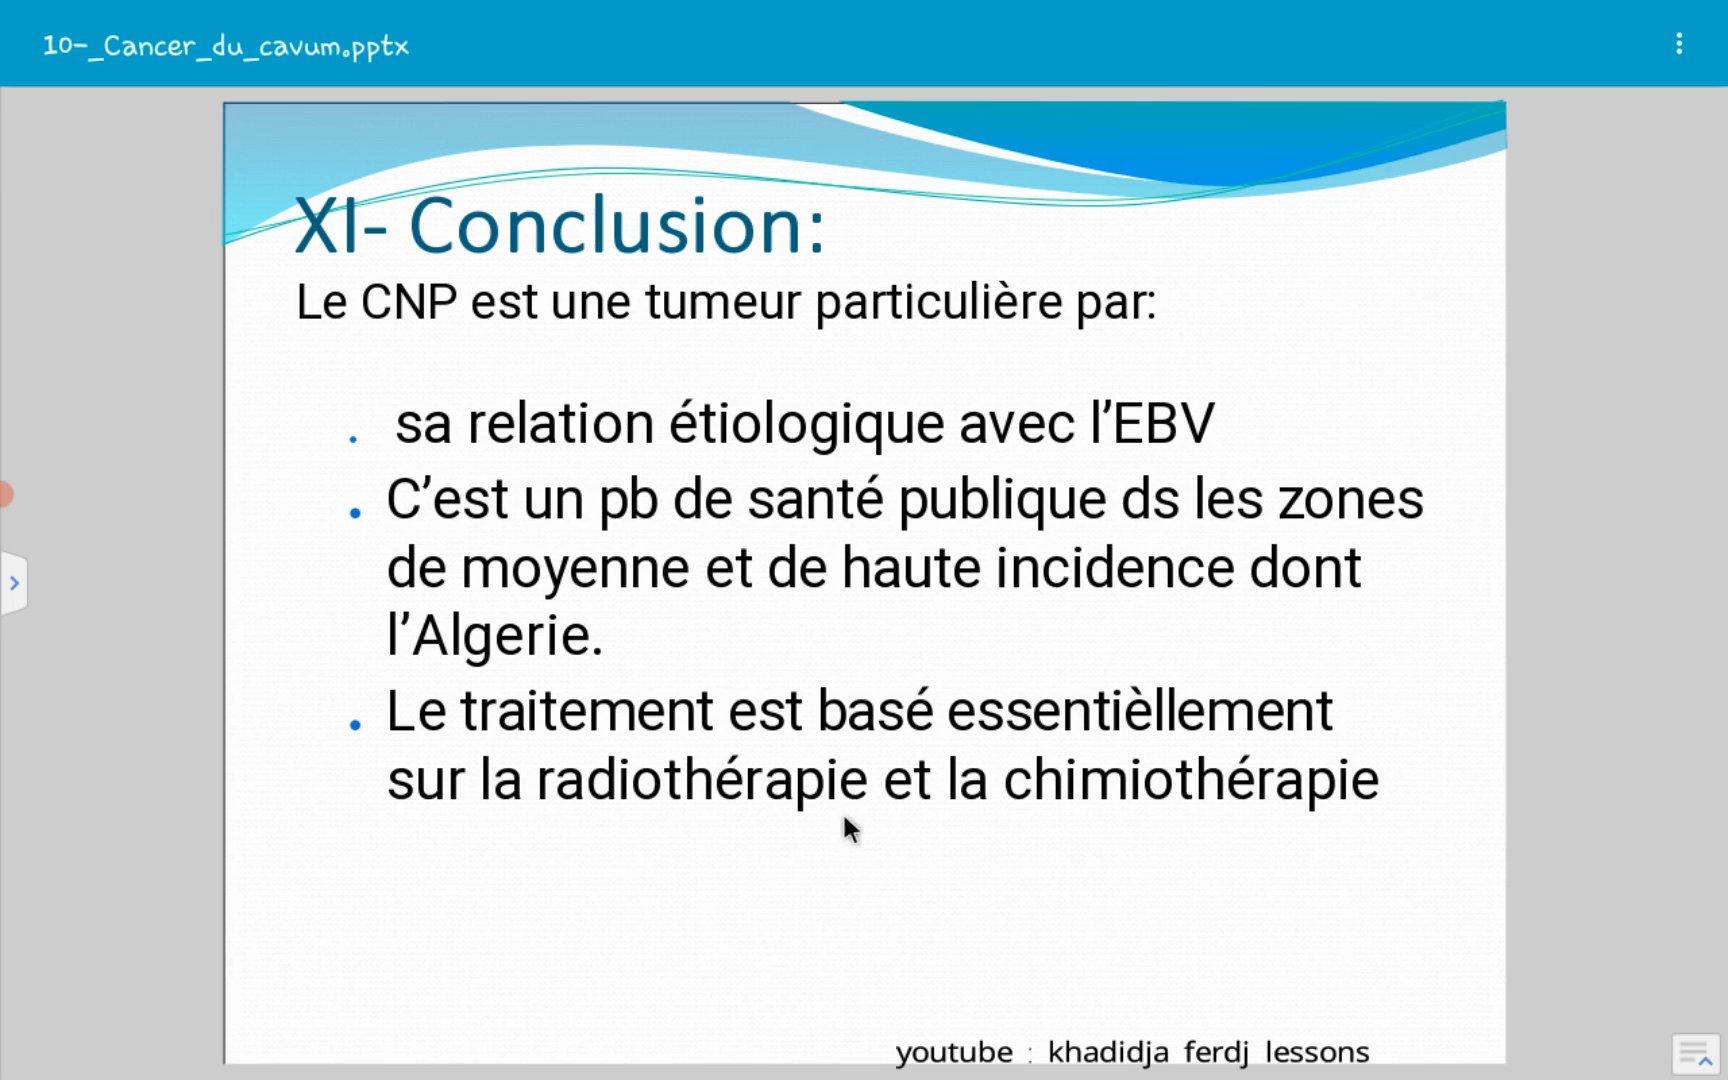 10-_Cancer_du_cavum.pptx
XI- Conclusion:
Le CNP est une tumeur particulière par:
. sa relation étiologique avec l’EBV
. C’est un pb de santé publique ds les zones
de moyenne et de haute incidence dont
l’Algerie.
. Le traitement est basé essentièllement
sur la radiothérapie et la chimiothérapie
youtube : khadidja ferdj lessons